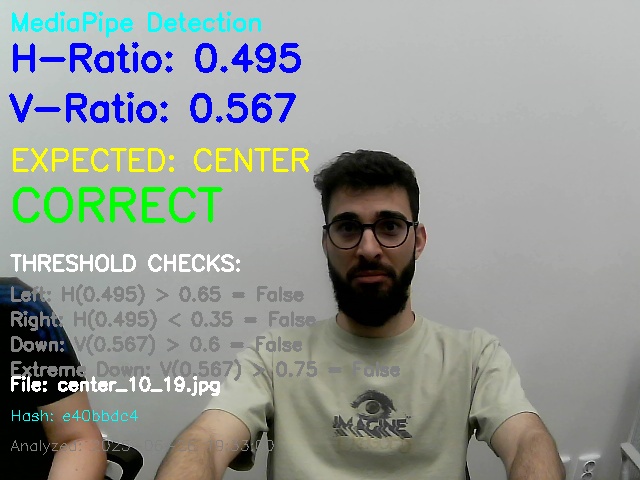 MediaPipe Detection
H-Ratio: 0.495
V-Ratio: 0.567
EXPECTED: CENTER
CORRECT
THRESHOLD CHECKS:
Left: H(0.495) > 0.65 = False
Right: H(0.495) < 0.35 = False
Down: V(0.567) > 0.6 = False
Extreme Down: V(0.567) > 0.75 = False
File: center_10_19.jpg
Hash: e40bbdc4
Analyzed:
IMAGINE